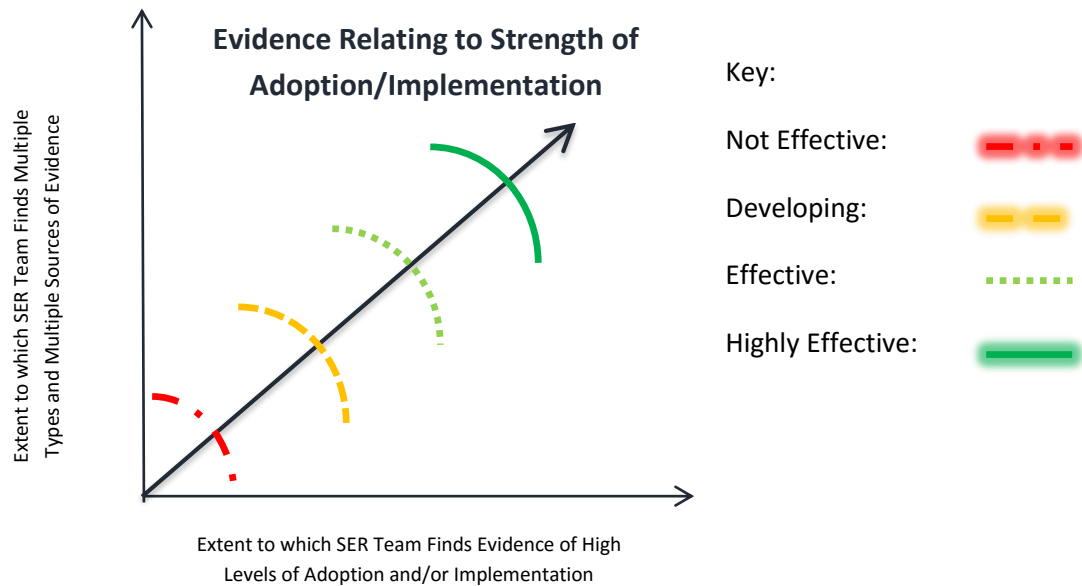 Evidence Relating to Strength of
Adoption/Implementation
Extent to which SER Team Finds Multiple
Types and Multiple Sources of Evidence
Extent to which SER Team Finds Evidence of High
Levels of Adoption and/or Implementation
Key:
Not Effective:
Developing:
Effective:
Highly Effective: